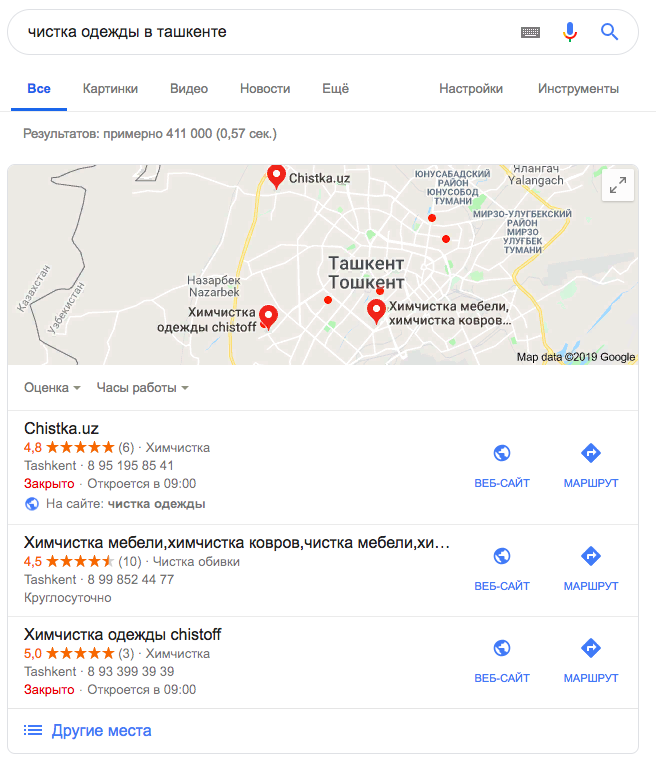 чистка одежды в ташкенте
Все Картинки Видео Новости Ещё Настройки Инструменты
Результатов: примерно 411 000 (0,57 сек.)
Chistka.uz
ЮНУСАБАДСКИЙ
РАЙОН
ЮНУСОБОД
ТУМАНИ
Ялангач
Yalangach
МИРЗО-УЛУГБЕКСКИЙ
РАЙОН
МИРЗО
УЛУҒБЕК
ТУМАНИ
Казахстан
Узбекистан
Назарбек
Nazarbek
Ташкент
Тошкент
Химчистка
одежды chistoff
Химчистка мебели,
химчистка ковров...
Map data ©2019 Google
Оценка Часы работы
Chistka.uz
4,8 (6) · Химчистка
Tashkent · 8 95 195 85 41
Закрыто · Откроется в 09:00
На сайте: чистка одежды
ВЕБ-САЙТ МАРШРУТ
Химчистка мебели,химчистка ковров,чистка мебели,хи...
4,5 (10) · Чистка обивки
Tashkent · 8 99 852 44 77
Круглосуточно
ВЕБ-САЙТ МАРШРУТ
Химчистка одежды chistoff
5,0 (3) · Химчистка
Tashkent · 8 93 399 39 39
Закрыто · Откроется в 09:00
ВЕБ-САЙТ МАРШРУТ
Другие места